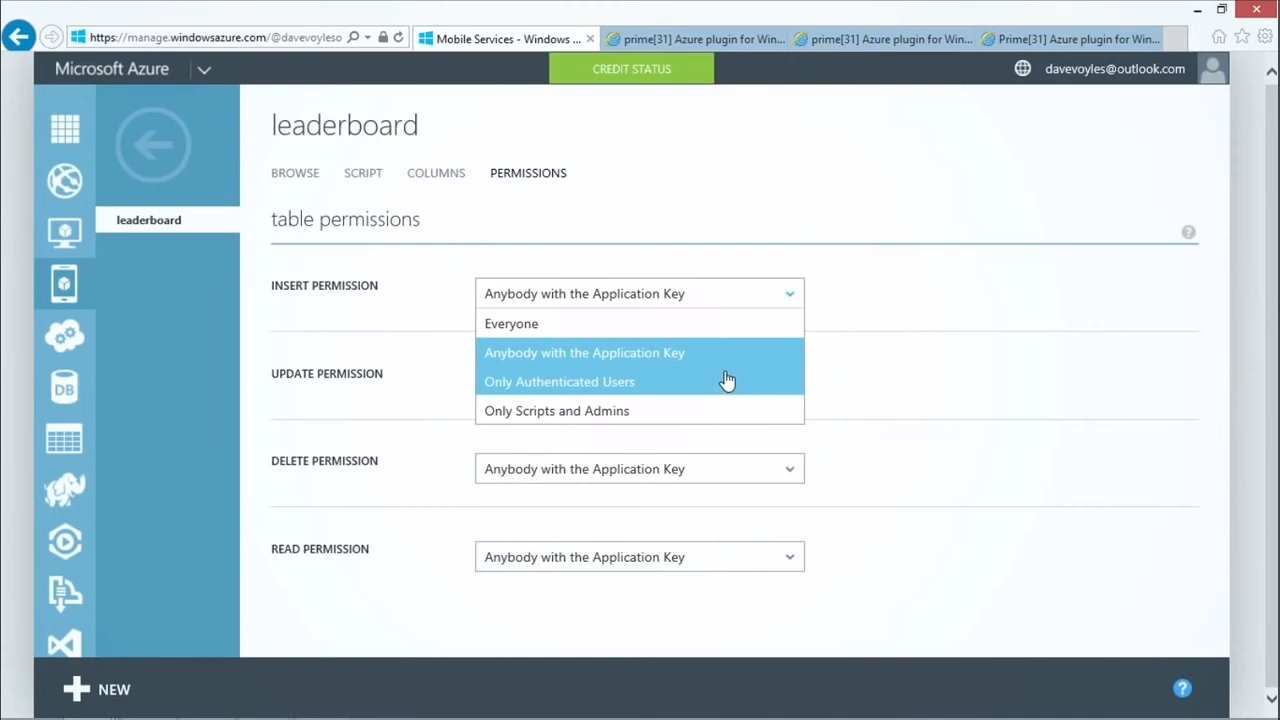 https://manage.windowsazure.com/@davevoyleso
Mobile Services - Windows ...
prime[31] Azure plugin for Win...
prime[31] Azure plugin for Win...
Prime[31] Azure plugin for Win...
Microsoft Azure
CREDIT STATUS
davevoyles@outlook.com
leaderboard
leaderboard
BROWSE SCRIPT COLUMNS PERMISSIONS
table permissions
?
INSERT PERMISSION
Anybody with the Application Key
Everyone
Anybody with the Application Key
Only Authenticated Users
Only Scripts and Admins
UPDATE PERMISSION
DELETE PERMISSION
Anybody with the Application Key
READ PERMISSION
Anybody with the Application Key
DB
NEW
?